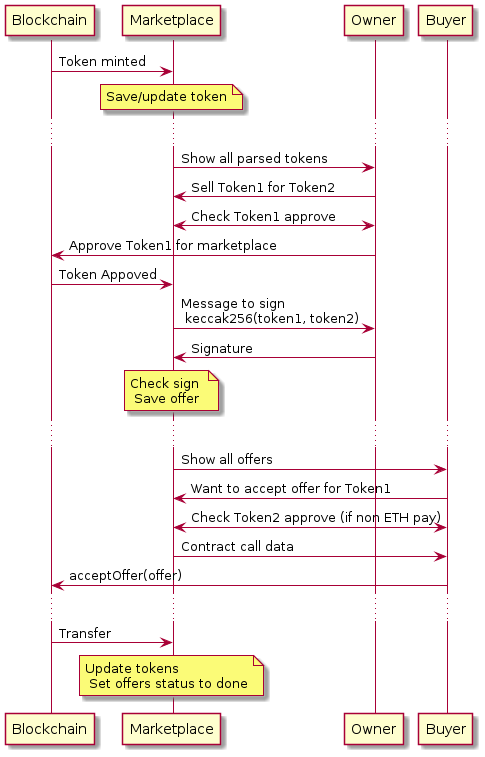 Blockchain
Marketplace
Owner
Buyer
Token minted
Save/update token
Show all parsed tokens
Sell Token1 for Token2
Check Token1 approve
Approve Token1 for marketplace
Token Appoved
Message to sign
keccak256(token1, token2)
Signature
Check sign
Save offer
Show all offers
Want to accept offer for Token1
Check Token2 approve (if non ETH pay)
Contract call data
acceptOffer(offer)
Transfer
Update tokens
Set offers status to done
Blockchain
Marketplace
Owner
Buyer